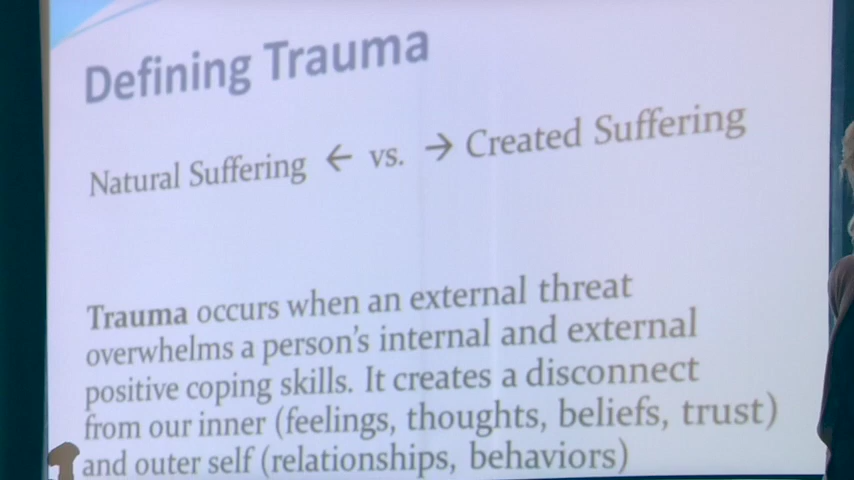 Defining Trauma
Natural Suffering ← vs. → Created Suffering
Trauma occurs when an external threat
overwhelms a person's internal and external
positive coping skills. It creates a disconnect
from our inner (feelings, thoughts, beliefs, trust)
and outer self (relationships, behaviors)